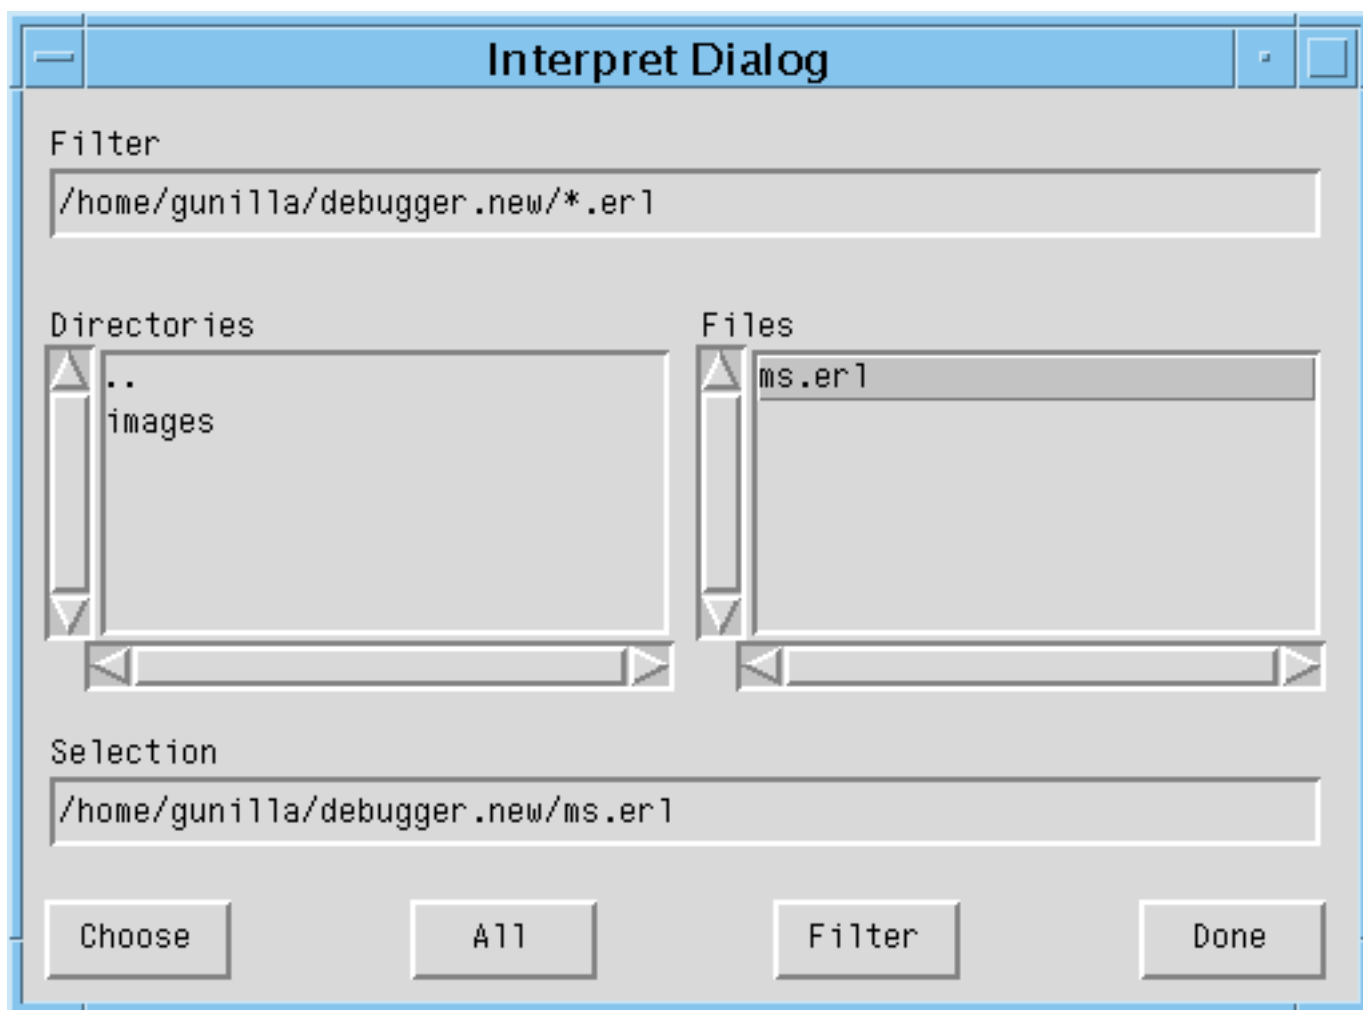 Interpret Dialog
Filter
/home/gunilla/debugger.new/*.erl
Directories
..
images
Files
ms.erl
Selection
/home/gunilla/debugger.new/ms.erl
Choose
All
Filter
Done